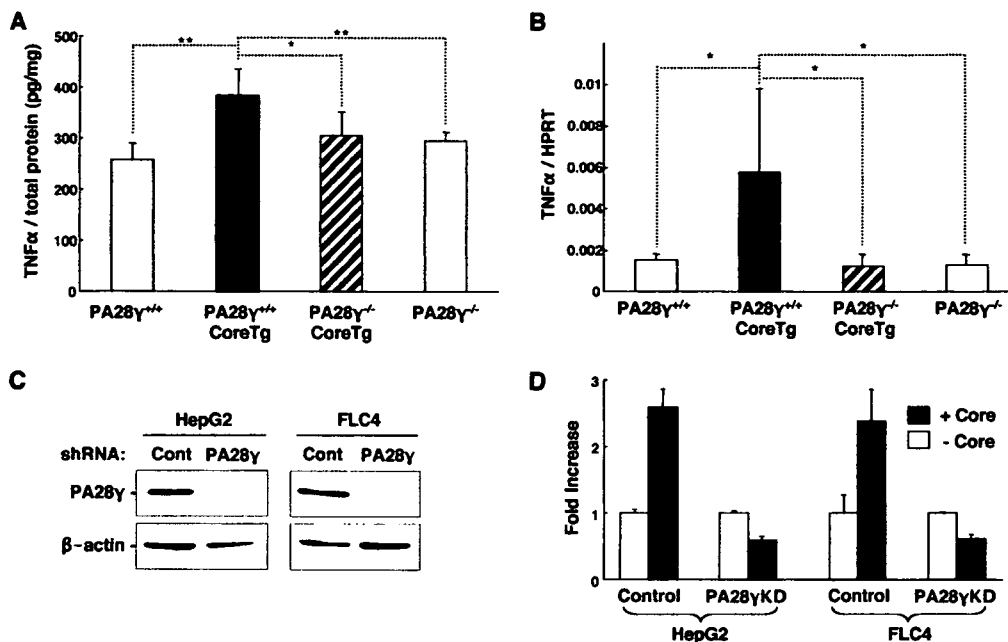 A
TNFα / total protein (pg/mg)
500
400
300
200
100
0
**
*
**
PA28γ+/+
PA28γ+/+
CoreTg
PA28γ-/-
CoreTg
PA28γ-/-
B
TNFα / HPRT
0.01
0.008
0.006
0.004
0.002
0
*
*
*
PA28γ+/+
PA28γ+/+
CoreTg
PA28γ-/-
CoreTg
PA28γ-/-
C
HepG2
FLC4
shRNA: Cont PA28γ Cont PA28γ
PA28γ
β-actin
D
Fold Increase
3
2
1
0
+ Core
- Core
Control PA28γKD Control PA28γKD
HepG2
FLC4